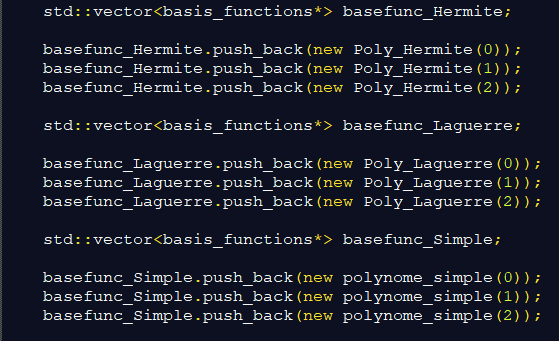 std::vector<basis_functions*> basefunc_Hermite;
basefunc_Hermite.push_back(new Poly_Hermite(0));
basefunc_Hermite.push_back(new Poly_Hermite(1));
basefunc_Hermite.push_back(new Poly_Hermite(2));
std::vector<basis_functions*> basefunc_Laguerre;
basefunc_Laguerre.push_back(new Poly_Laguerre(0));
basefunc_Laguerre.push_back(new Poly_Laguerre(1));
basefunc_Laguerre.push_back(new Poly_Laguerre(2));
std::vector<basis_functions*> basefunc_Simple;
basefunc_Simple.push_back(new polynome_simple(0));
basefunc_Simple.push_back(new polynome_simple(1));
basefunc_Simple.push_back(new polynome_simple(2));